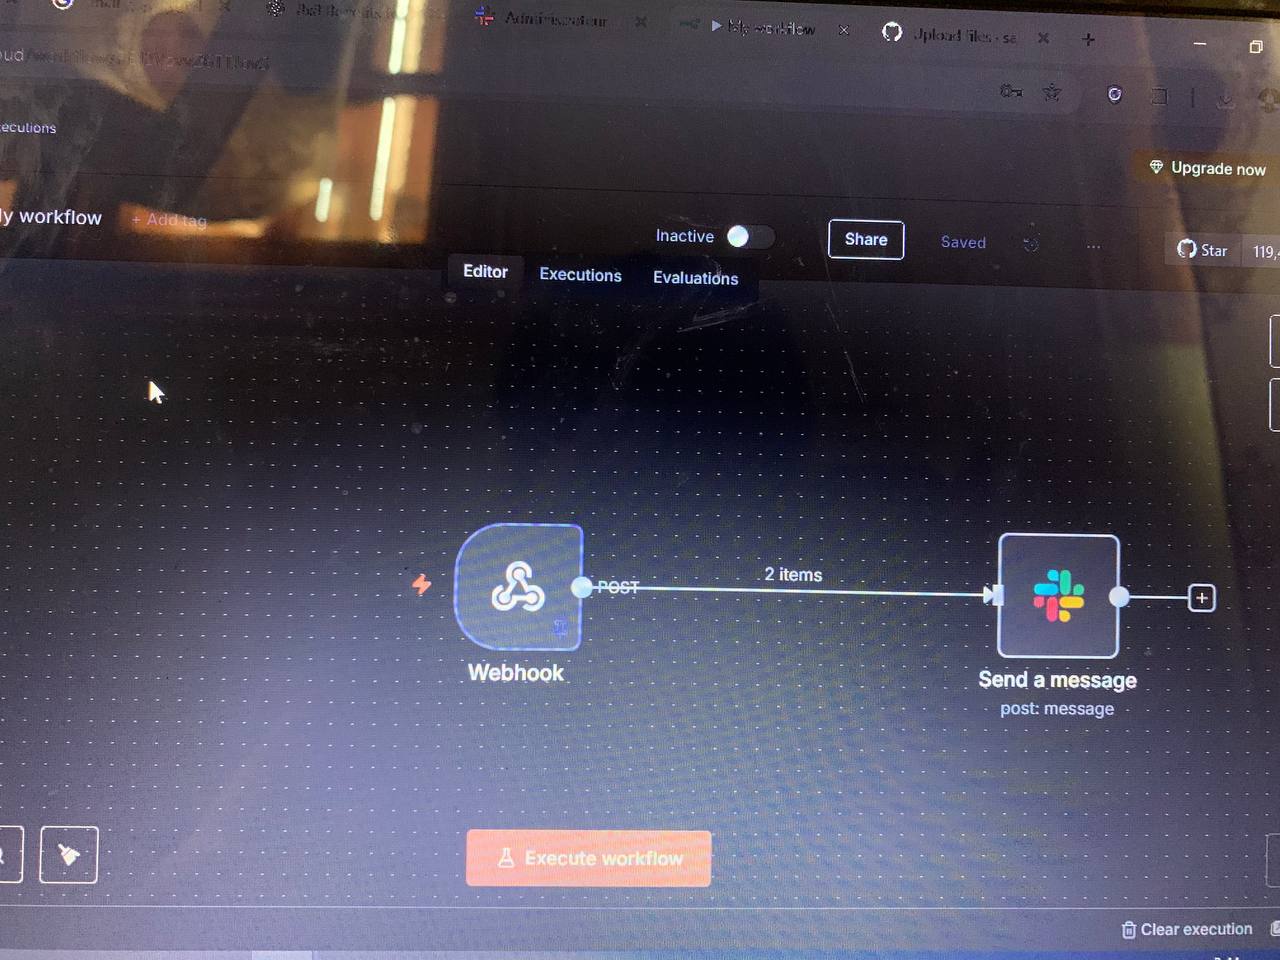 Administrateur
My workflow
Upload files · sa
oud
ecutions
Upgrade now
ly workflow
+ Add tag
Inactive
Share
Saved
...
Star
119,
Editor
Executions
Evaluations
POST
2 items
Webhook
Send a message
post: message
Execute workflow
Clear execution